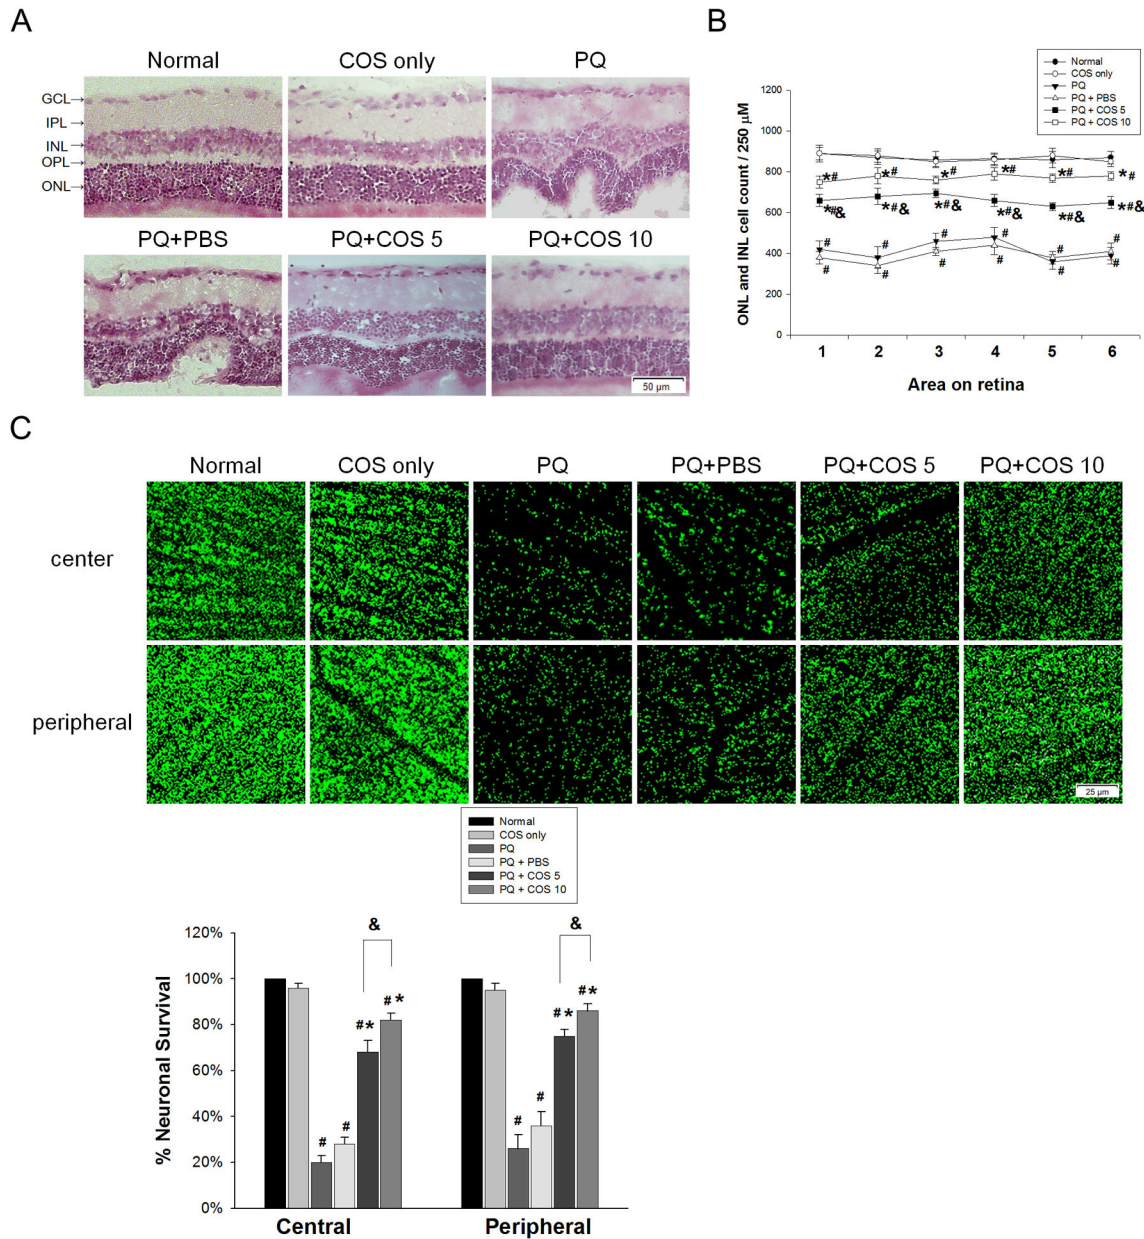 A
Normal
COS only
PQ
GCL→
IPL→
INL→
OPL→
ONL→
PQ+PBS
PQ+COS 5
PQ+COS 10
50 µm
B
Normal
COS only
PQ
PQ + PBS
PQ + COS 5
PQ + COS 10
ONL and INL cell count / 250 µM
1200
1000
800
600
400
200
0
*# *# *# *# *# *#
*#& *#& *#& *#& *#& *#&
# # # # # #
# # # # # #
1 2 3 4 5 6
Area on retina
C
Normal
COS only
PQ
PQ+PBS
PQ+COS 5
PQ+COS 10
center
peripheral
25 µm
Normal
COS only
PQ
PQ + PBS
PQ + COS 5
PQ + COS 10
% Neuronal Survival
120%
100%
80%
60%
40%
20%
0%
& &
# # #* #*
# # #* #*
Central Peripheral